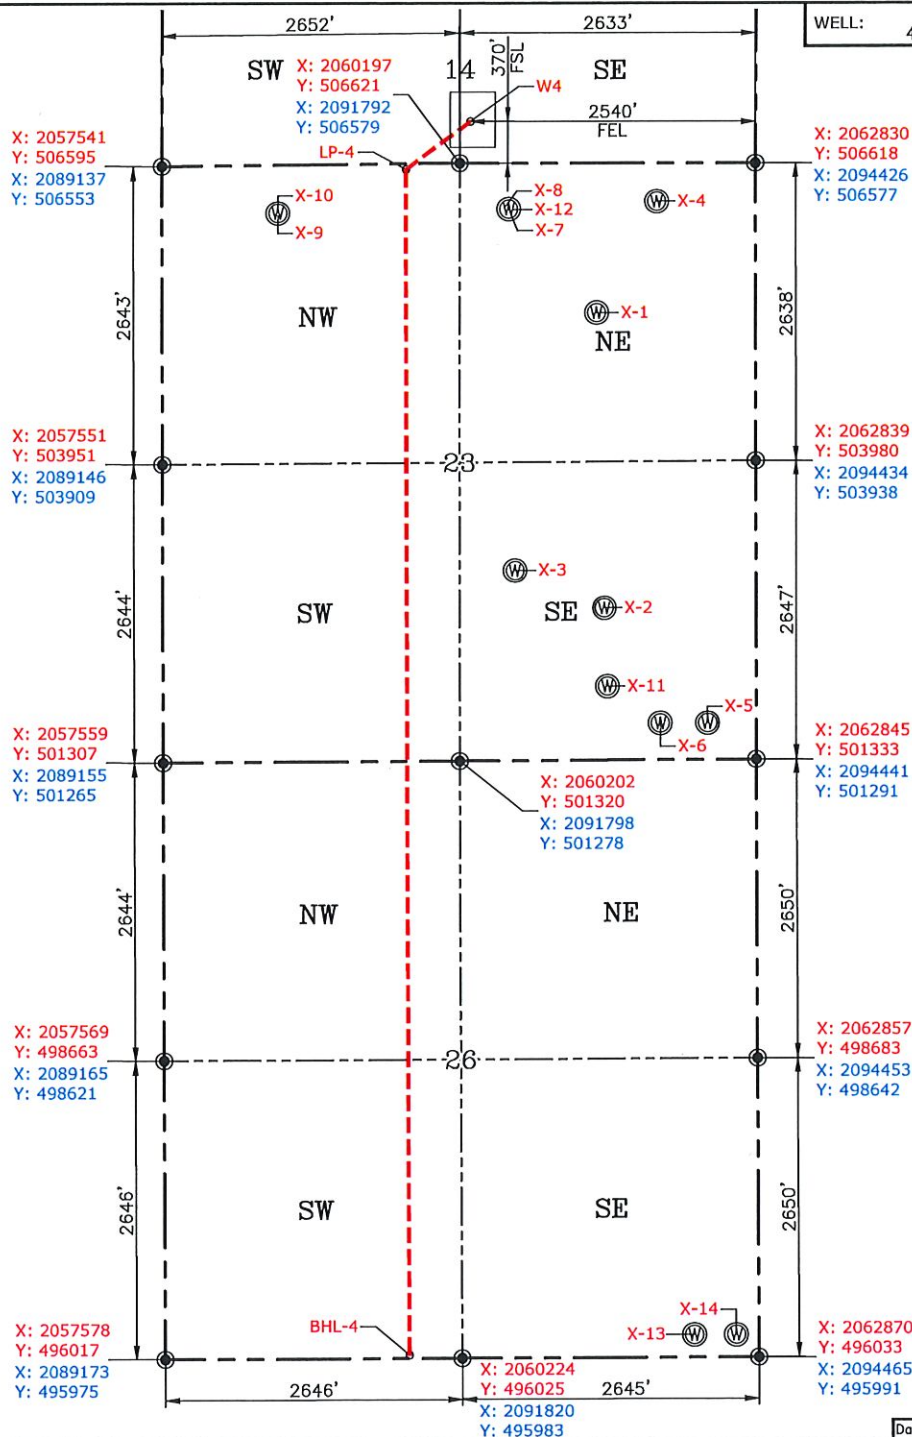 2652'
2633'
WELL:
4
SW
14
SE
370'
FSL
X: 2060197
Y: 506621
X: 2091792
Y: 506579
W4
2540'
FEL
LP-4
X: 2057541
Y: 506595
X: 2089137
Y: 506553
X: 2062830
Y: 506618
X: 2094426
Y: 506577
X-10
W
X-9
X-8
W
X-12
X-7
W
X-4
W
X-1
NW
NE
2643'
2638'
X: 2057551
Y: 503951
X: 2089146
Y: 503909
23
X: 2062839
Y: 503980
X: 2094434
Y: 503938
W
X-3
SW
SE
W
X-2
2644'
2647'
W
X-11
W
X-6
W
X-5
X: 2057559
Y: 501307
X: 2089155
Y: 501265
X: 2060202
Y: 501320
X: 2091798
Y: 501278
X: 2062845
Y: 501333
X: 2094441
Y: 501291
NW
NE
2644'
2650'
X: 2057569
Y: 498663
X: 2089165
Y: 498621
26
X: 2062857
Y: 498683
X: 2094453
Y: 498642
SW
SE
2646'
2650'
BHL-4
X-13
W
X-14
W
X: 2057578
Y: 496017
X: 2089173
Y: 495975
2646'
X: 2060224
Y: 496025
X: 2091820
Y: 495983
2645'
X: 2062870
Y: 496033
X: 2094465
Y: 495991